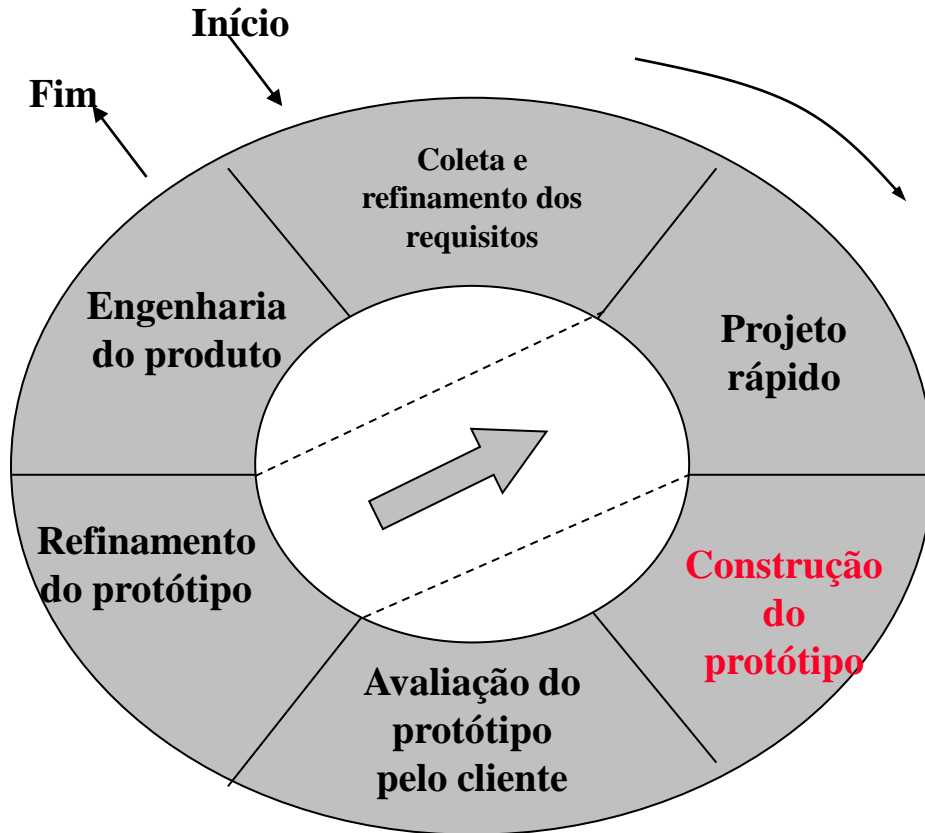 Início
Fim
Coleta e
refinamento dos
requisitos
Engenharia
do produto
Projeto
rápido
Refinamento
do protótipo
Construção
do
protótipo
Avaliação do
protótipo
pelo cliente